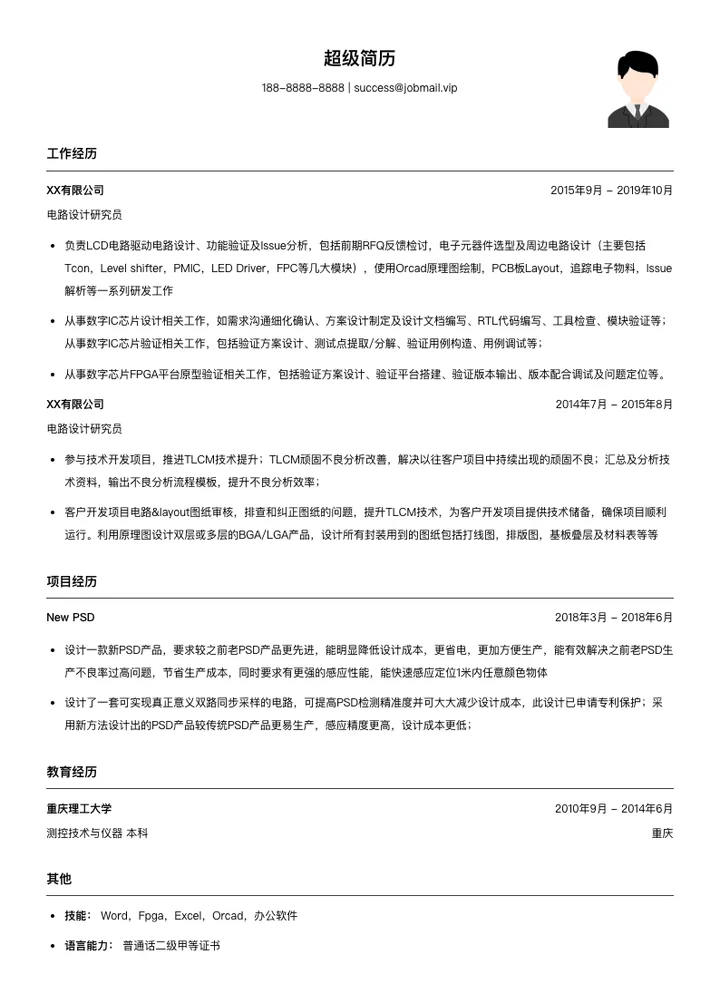 超级简历
188-8888-8888 | success@jobmail.vip
工作经历
XX有限公司 2015年9月 – 2019年10月
电路设计研究员
• 负责LCD电路驱动电路设计、功能验证及Issue分析，包括前期RFQ反馈检讨，电子元器件选型及周边电路设计（主要包括
Tcon，Level shifter，PMIC，LED Driver，FPC等几大模块），使用Orcad原理图绘制，PCB板Layout，追踪电子物料，Issue
解析等一系列研发工作
• 从事数字IC芯片设计相关工作，如需求沟通细化确认、方案设计制定及设计文档编写、RTL代码编写、工具检查、模块验证等；
从事数字IC芯片验证相关工作，包括验证方案设计、测试点提取/分解、验证用例构造、用例调试等；
• 从事数字芯片FPGA平台原型验证相关工作，包括验证方案设计、验证平台搭建、验证版本输出、版本配合调试及问题定位等。
XX有限公司 2014年7月 – 2015年8月
电路设计研究员
• 参与技术开发项目，推进TLCM技术提升；TLCM顽固不良分析改善，解决以往客户项目中持续出现的顽固不良；汇总及分析技
术资料，输出不良分析流程模板，提升不良分析效率；
• 客户开发项目电路&layout图纸审核，排查和纠正图纸的问题，提升TLCM技术，为客户开发项目提供技术储备，确保项目顺利
运行。利用原理图设计双层或多层的BGA/LGA产品，设计所有封装用到的图纸包括打线图，排版图，基板叠层及材料表等等
项目经历
New PSD 2018年3月 – 2018年6月
• 设计一款新PSD产品，要求较之前老PSD产品更先进，能明显降低设计成本，更省电，更加方便生产，能有效解决之前老PSD生
产不良率过高问题，节省生产成本，同时要求有更强的感应性能，能快速感应定位1米内任意颜色物体
• 设计了一套可实现真正意义双路同步采样的电路，可提高PSD检测精准度并可大大减少设计成本，此设计已申请专利保护；采
用新方法设计出的PSD产品较传统PSD产品更易生产，感应精度更高，设计成本更低；
教育经历
重庆理工大学 2010年9月 – 2014年6月
测控技术与仪器 本科 重庆
其他
• 技能： Word，Fpga，Excel，Orcad，办公软件
• 语言能力： 普通话二级甲等证书